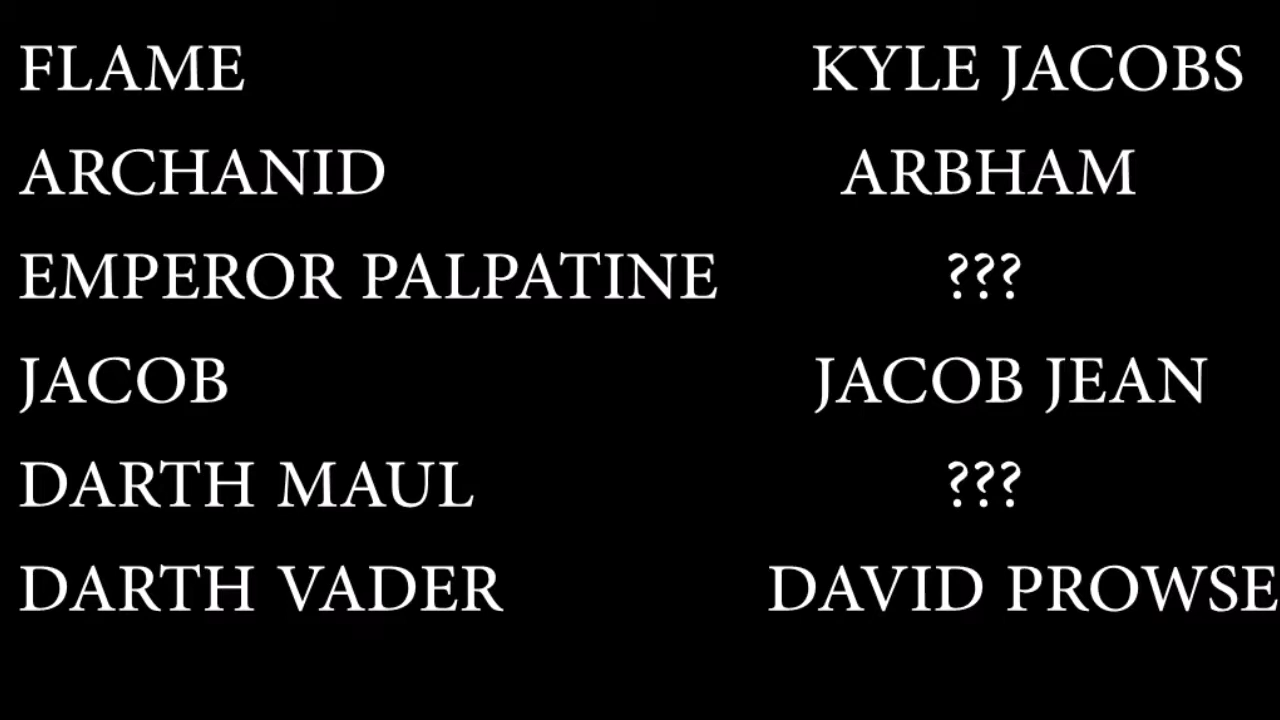 FLAME KYLE JACOBS
ARCHANID ARBHAM
EMPEROR PALPATINE ???
JACOB JACOB JEAN
DARTH MAUL ???
DARTH VADER DAVID PROWSE